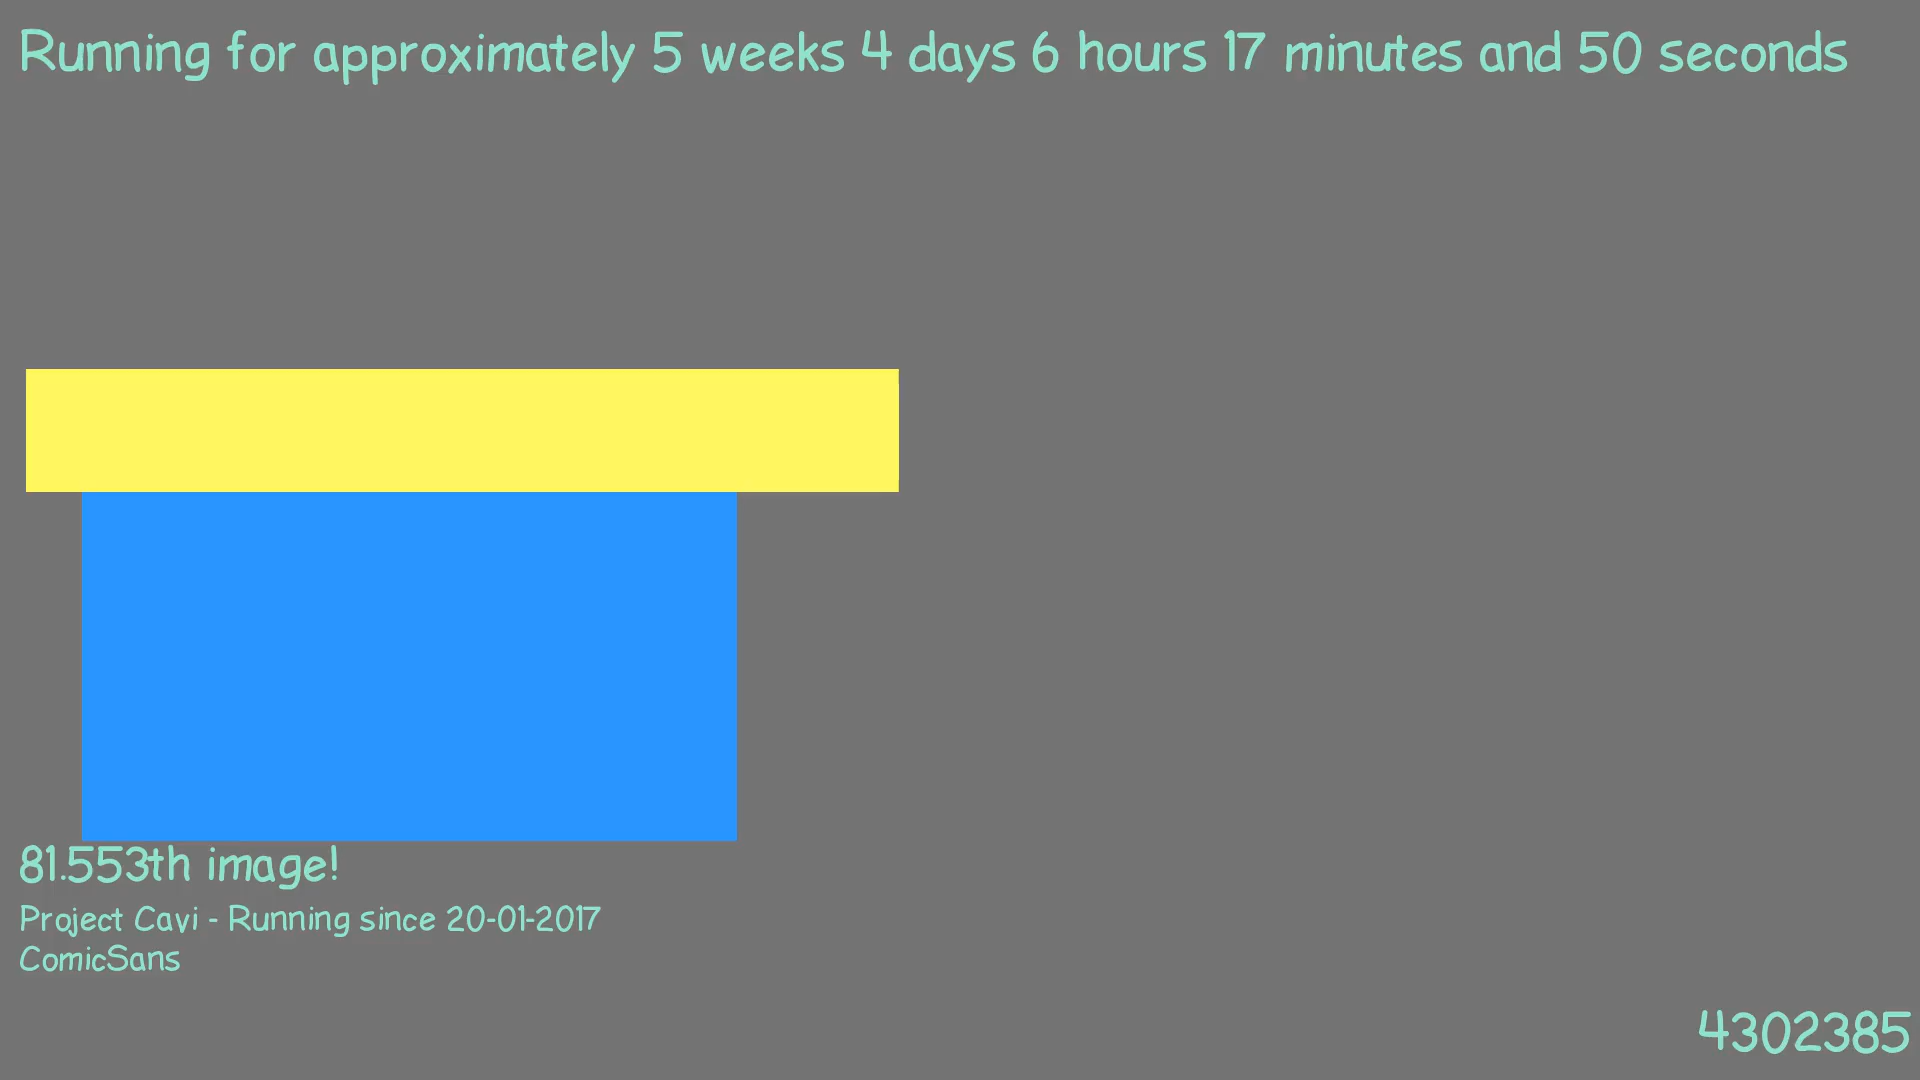 Running for approximately 5 weeks 4 days 6 hours 17 minutes and 50 seconds
81.553th image!
Project Cavi - Running since 20-01-2017
ComicSans
4302385